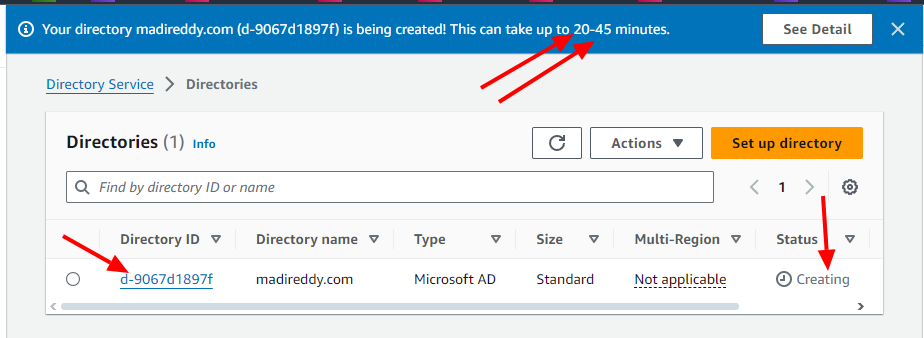 Your directory madireddy.com (d-9067d1897f) is being created! This can take up to 20-45 minutes.
See Detail
Directory Service > Directories
Directories (1) Info
Actions
Set up directory
Find by directory ID or name
1
Directory ID Directory name Type Size Multi-Region Status
d-9067d1897f madireddy.com Microsoft AD Standard Not applicable Creating